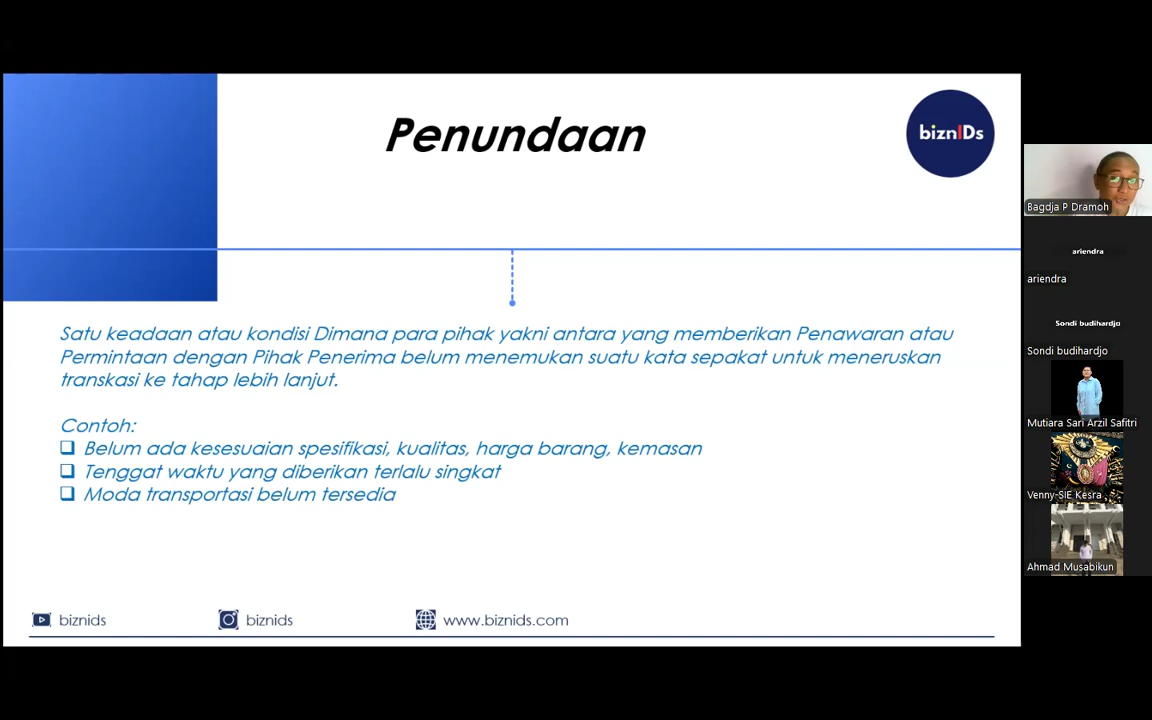 Penundaan
biznIDs
Satu keadaan atau kondisi Dimana para pihak yakni antara yang memberikan Penawaran atau
Permintaan dengan Pihak Penerima belum menemukan suatu kata sepakat untuk meneruskan
transkasi ke tahap lebih lanjut.
Contoh:
Belum ada kesesuaian spesifikasi, kualitas, harga barang, kemasan
Tenggat waktu yang diberikan terlalu singkat
Moda transportasi belum tersedia
biznids
biznids
www.biznids.com
Bagdja P Dramoh
ariendra
ariendra
Sondi budihardjo
Sondi budihardjo
Mutiara Sari Arzil Safitri
Venny-SIE Kesra
Ahmad Musabikun